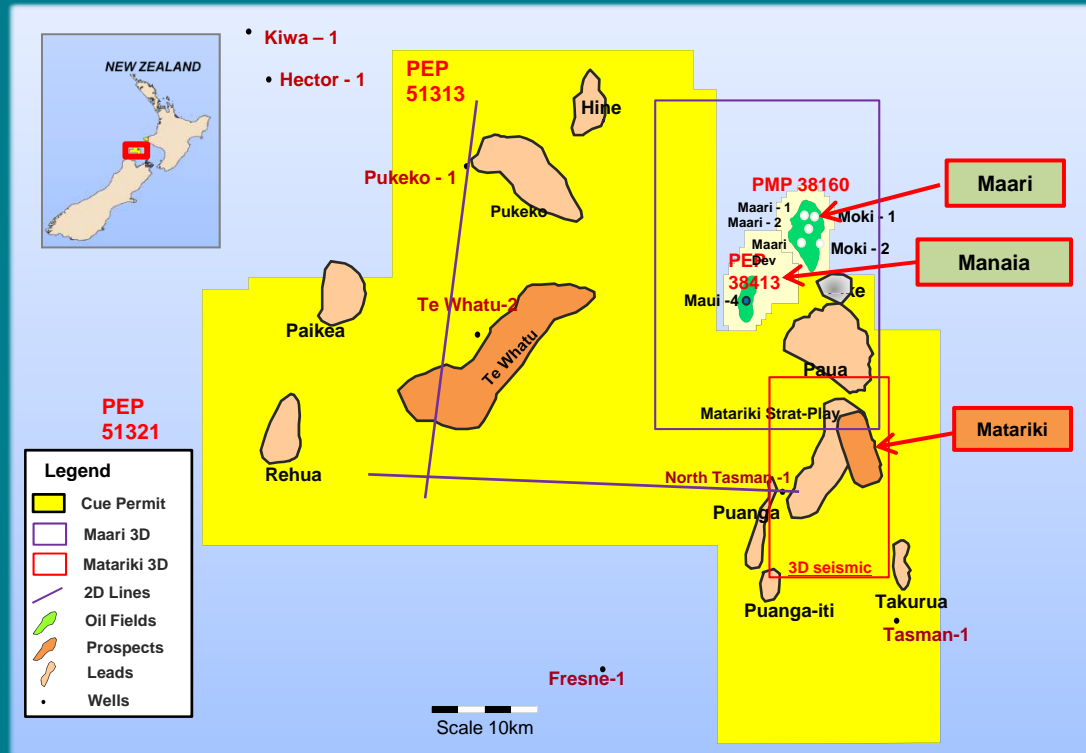 NEW ZEALAND
Kiwa – 1
Hector - 1
PEP
51313
Hine
Pukeko - 1
Pukeko
PMP 38160
Maari
Maari - 1
Maari - 2
Moki - 1
Moki - 2
Maari
Dev
PEP
38413
Manaia
Maui -4
Te Whatu-2
Te Whatu
Paikea
Paua
PEP
51321
Matariki Strat-Play
Matariki
Rehua
North Tasman -1
Puanga
3D seismic
Puanga-iti
Takurua
Tasman-1
Fresne-1
Scale 10km
Legend
Cue Permit
Maari 3D
Matariki 3D
2D Lines
Oil Fields
Prospects
Leads
Wells